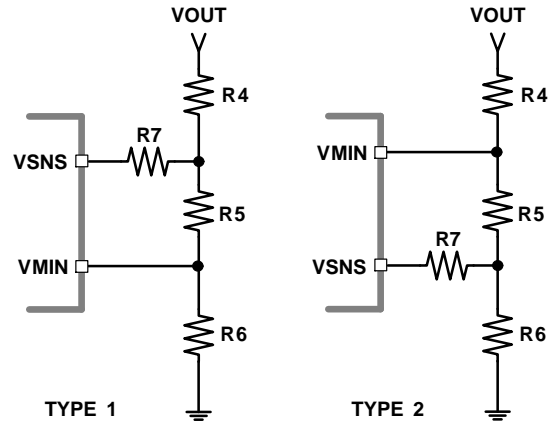 VOUT
R4
R7
VSNS
R5
VMIN
R6
TYPE 1
VOUT
R4
VMIN
R5
R7
VSNS
R6
TYPE 2